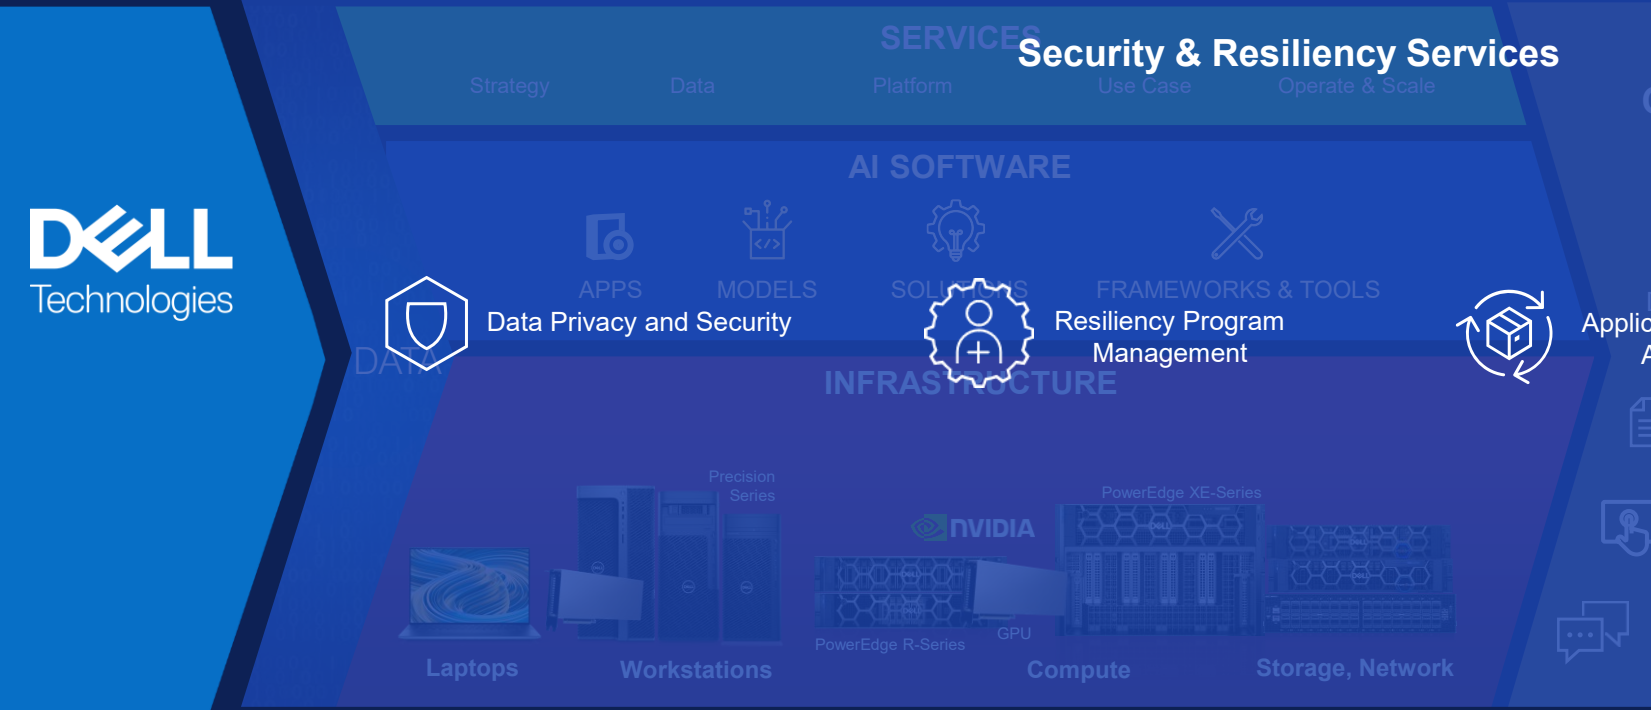 SERVICES
Security & Resiliency Services
Strategy
Data
Platform
Use Case
Operate & Scale
AI SOFTWARE
DELL
Technologies
APPS
MODELS
SOLUTIONS
FRAMEWORKS & TOOLS
Data Privacy and Security
Resiliency Program
Management
DATA
INFRASTRUCTURE
Precision
Series
PowerEdge XE-Series
NVIDIA
GPU
PowerEdge R-Series
Laptops
Workstations
Compute
Storage, Network